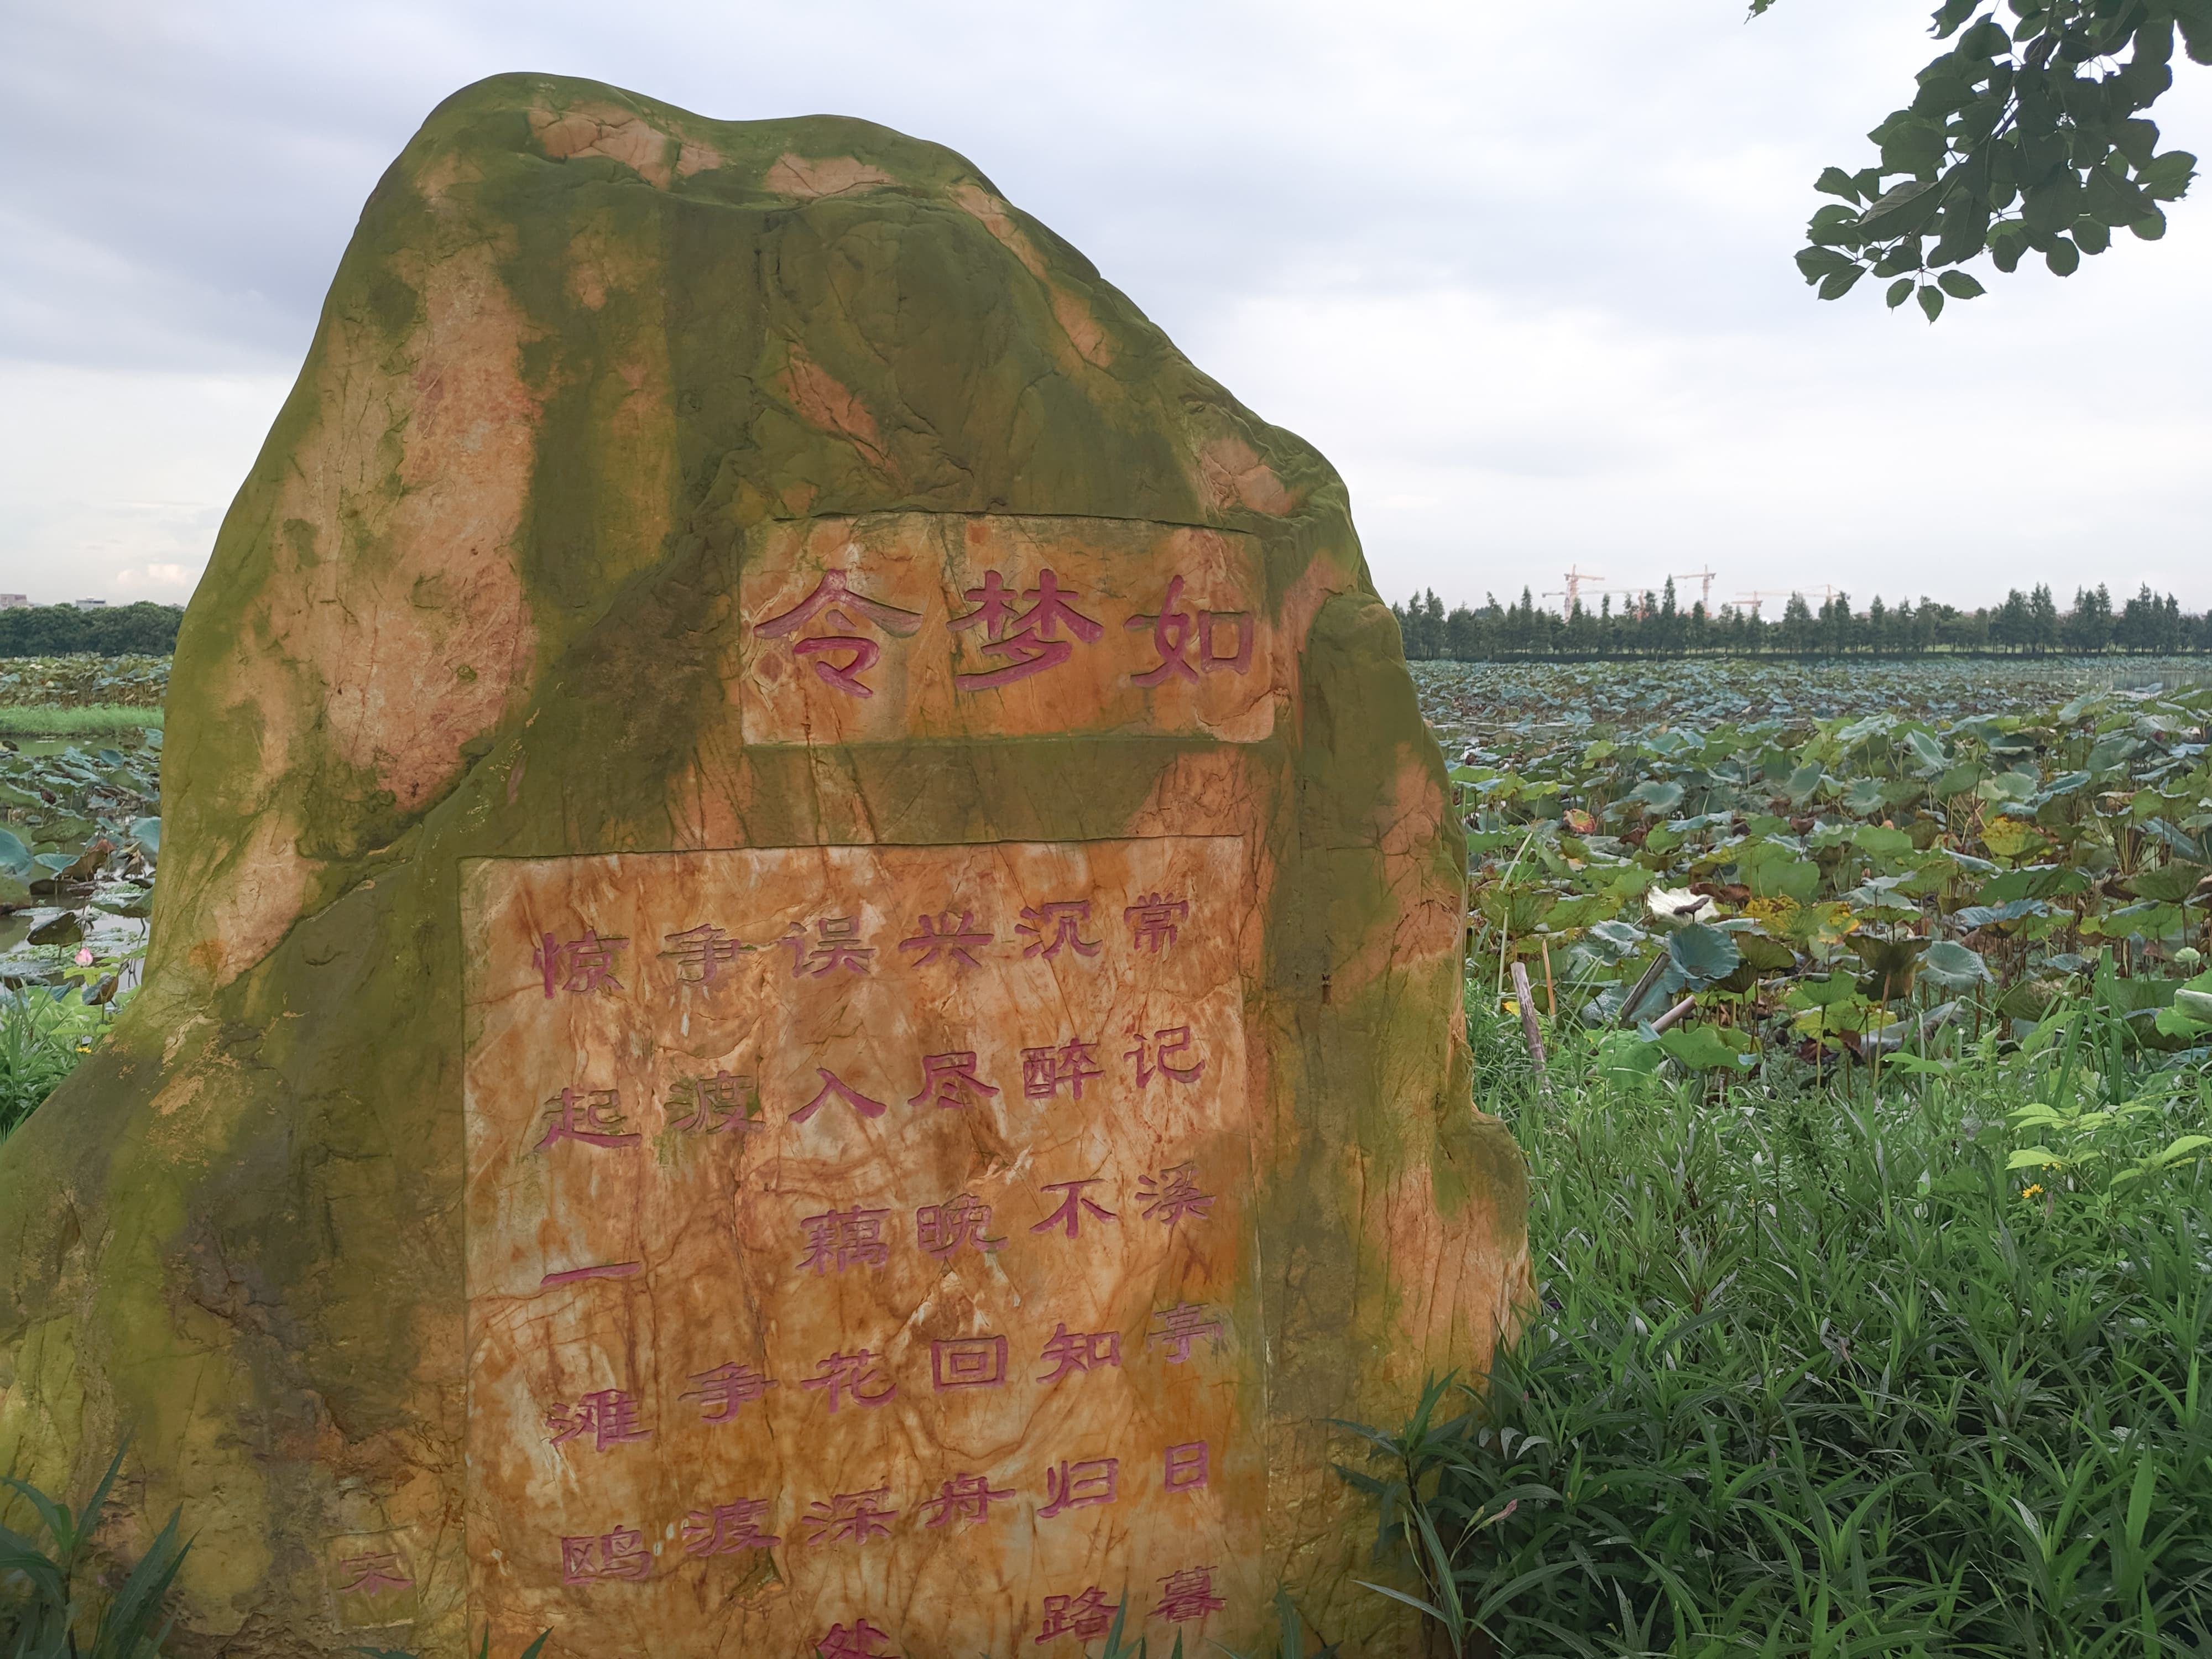 如梦令
常记溪亭日暮
沉醉不知归路
兴尽晚回舟
误入藕花深处
争渡 争渡
惊起一滩鸥
宋